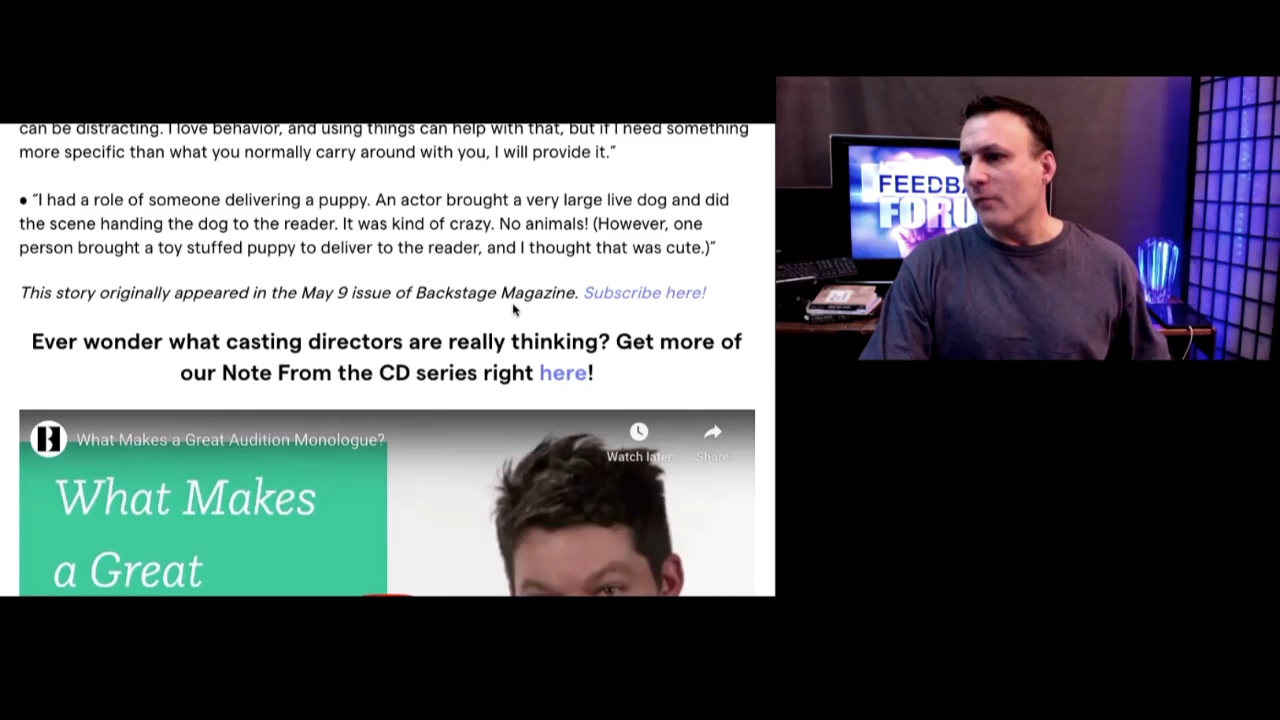 can be distracting. I love behavior, and using things can help with that, but if I need something
more specific than what you normally carry around with you, I will provide it.”
● “I had a role of someone delivering a puppy. An actor brought a very large live dog and did
the scene handing the dog to the reader. It was kind of crazy. No animals! (However, one
person brought a toy stuffed puppy to deliver to the reader, and I thought that was cute.)”
This story originally appeared in the May 9 issue of Backstage Magazine. Subscribe here!
Ever wonder what casting directors are really thinking? Get more of
our Note From the CD series right here!
What Makes a Great Audition Monologue?
Watch later
Share
What Makes
a Great
FEEDBA
FORU